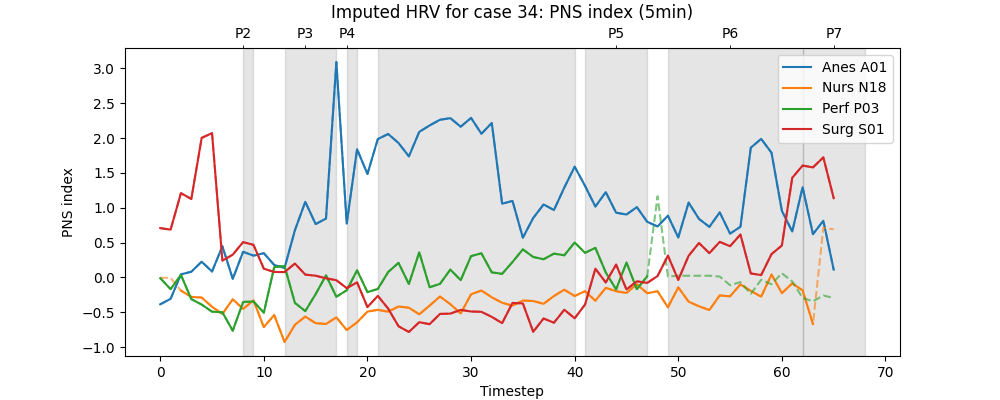 Imputed HRV for case 34: PNS index (5min)
P2 P3 P4 P5 P6 P7
Anes A01
Nurs N18
Perf P03
Surg S01
PNS index
3.0
2.5
2.0
1.5
1.0
0.5
0.0
−0.5
−1.0
0 10 20 30 40 50 60 70
Timestep